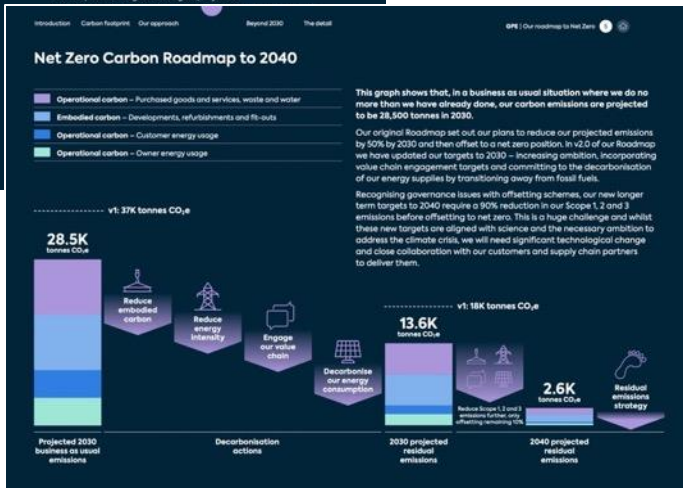 Introduction Carbon footprint Our approach Beyond 2030 The detail
GPE | Our roadmap to Net Zero 5
Net Zero Carbon Roadmap to 2040
Operational carbon – Purchased goods and services, waste and water
Embodied carbon – Developments, refurbishments and fit-outs
Operational carbon – Customer energy usage
Operational carbon – Owner energy usage
This graph shows that, in a business as usual situation where we do no
more than we have already done, our carbon emissions are projected
to be 28,500 tonnes in 2030.
Our original Roadmap set out our plans to reduce our projected emissions
by 50% by 2030 and then offset to a net zero position. In v2.0 of our Roadmap
we have updated our targets to 2030 – increasing ambition, incorporating
value chain engagement targets and committing to the decarbonisation
of our energy supplies by transitioning away from fossil fuels.
Recognising governance issues with offsetting schemes, our new longer
term targets to 2040 require a 90% reduction in our Scope 1, 2 and 3
emissions before offsetting to net zero. This is a huge challenge and whilst
these new targets are aligned with science and the necessary ambition to
address the climate crisis, we will need significant technological change
and close collaboration with our customers and supply chain partners
to deliver them.
v1: 37K tonnes CO₂e
28.5K
tonnes CO₂e
Reduce
embodied
carbon
Reduce
energy
intensity
Engage
our value
chain
Decarbonise
our energy
consumption
v1: 18K tonnes CO₂e
13.6K
tonnes CO₂e
Reduce Scope 1, 2 and 3
emissions further, only
offsetting remaining 10%
2.6K
tonnes CO₂e
Residual
emissions
strategy
Projected 2030
business as usual
emissions
Decarbonisation
actions
2030 projected
residual
emissions
2040 projected
residual
emissions